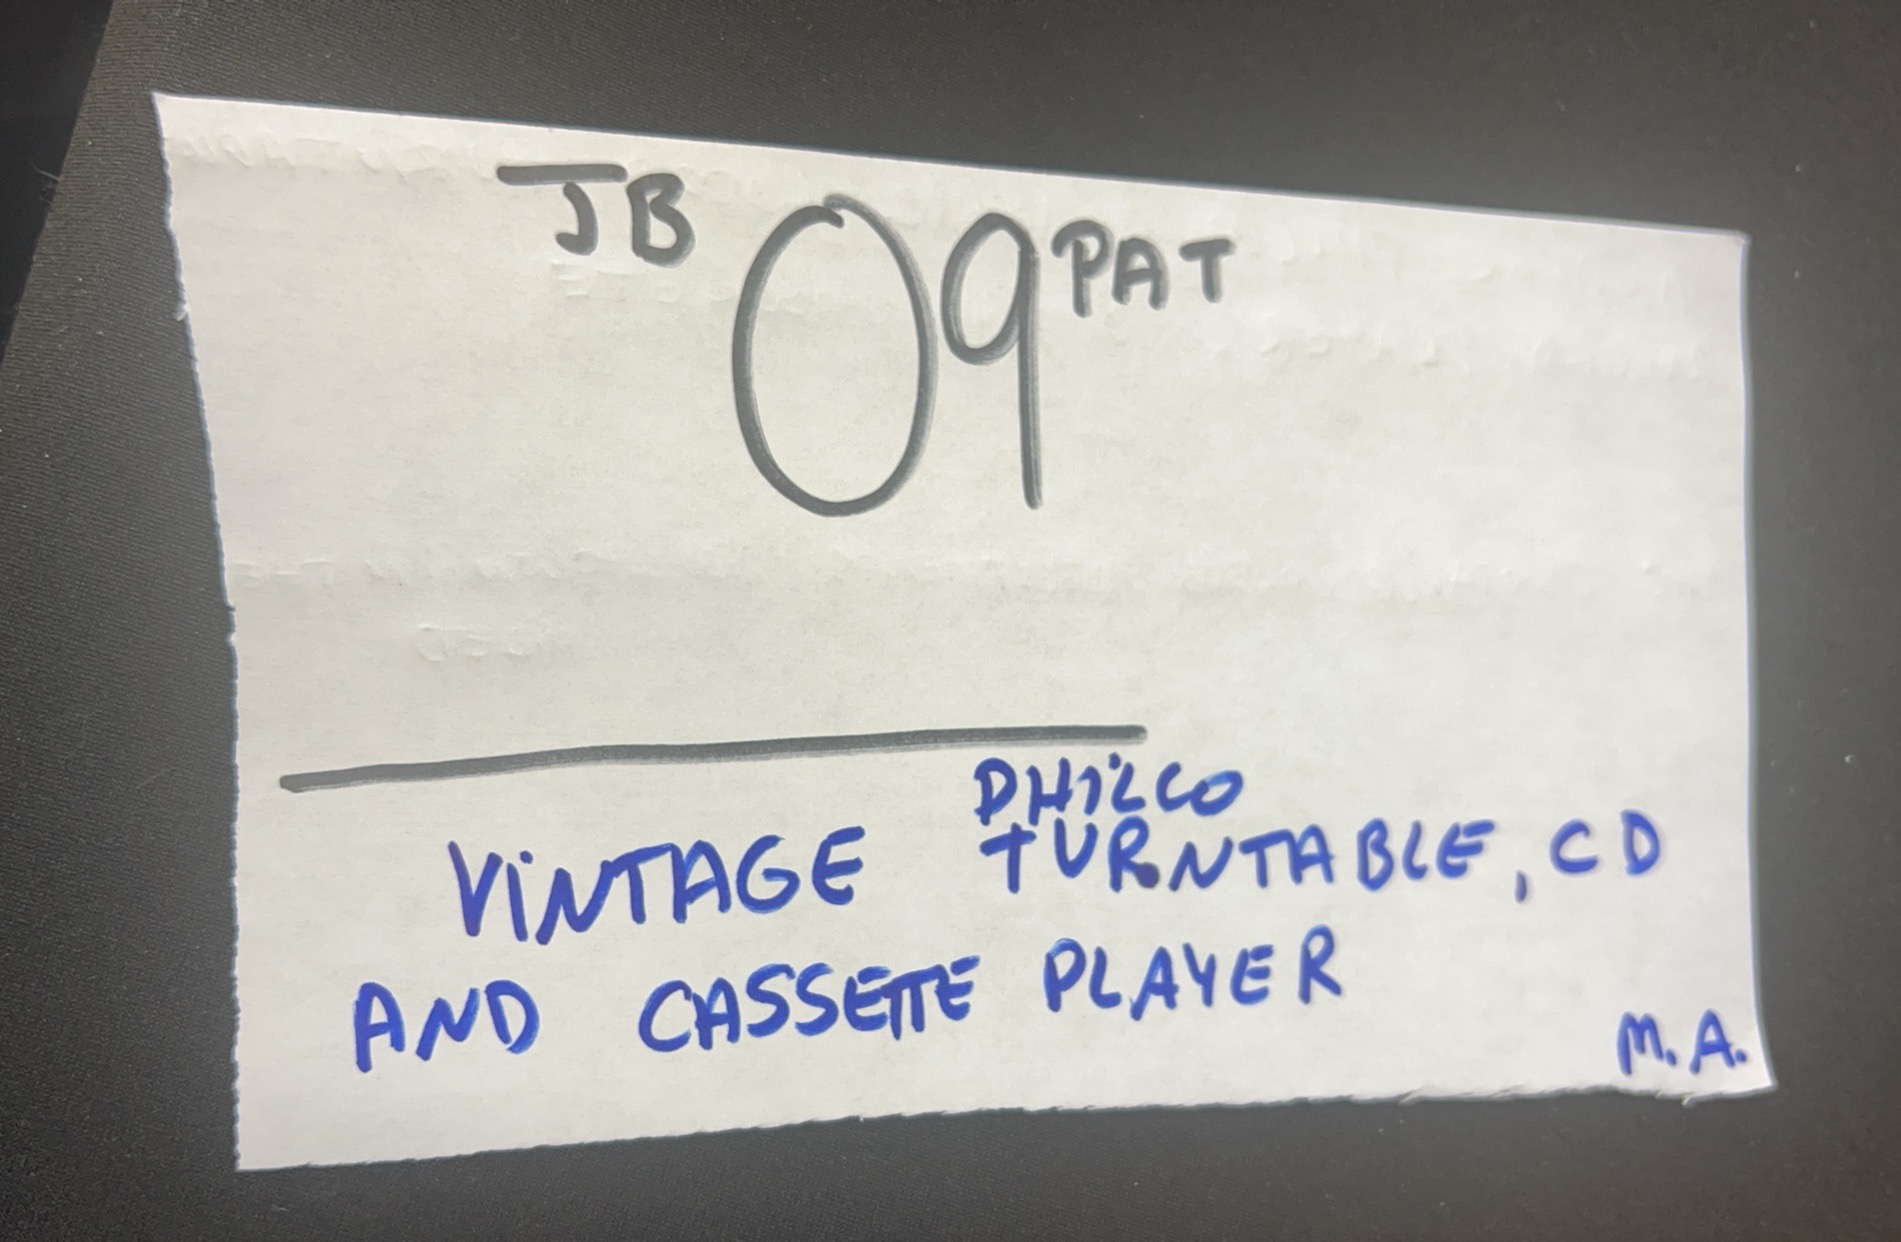 JB 09 PAT
PHILCO
VINTAGE TURNTABLE, CD
AND CASSETTE PLAYER
M.A.